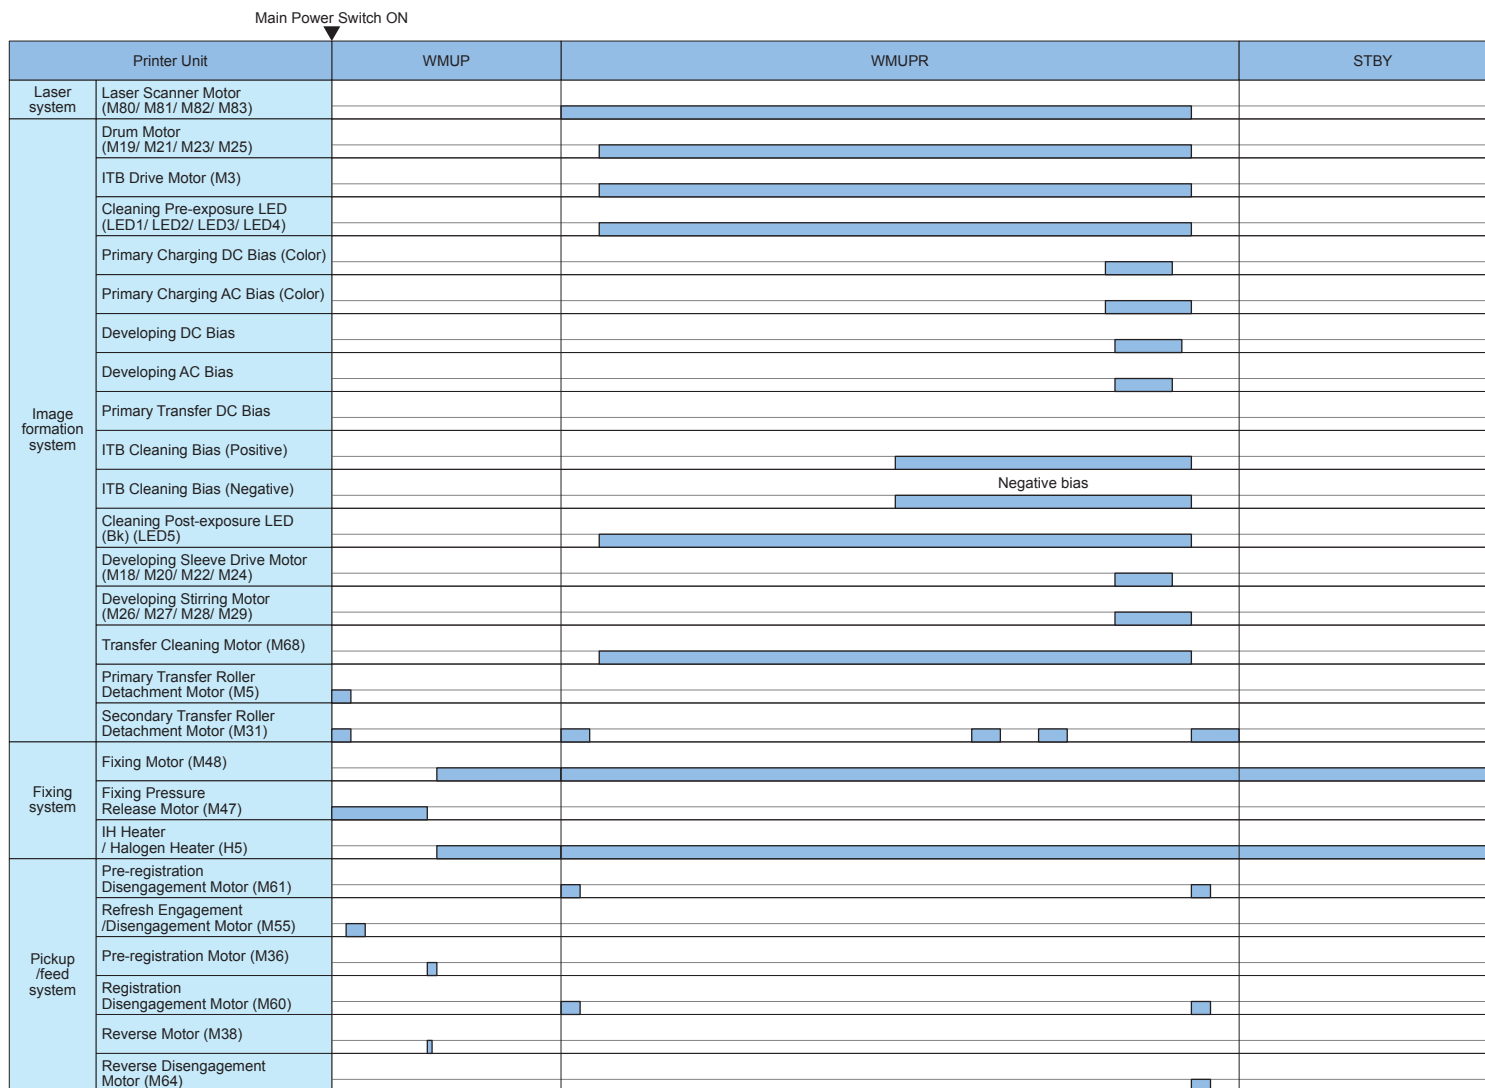 Main Power Switch ON
Printer Unit
WMUP
WMUPR
STBY
Laser
system
Laser Scanner Motor
(M80/ M81/ M82/ M83)
Image
formation
system
Drum Motor
(M19/ M21/ M23/ M25)
ITB Drive Motor (M3)
Cleaning Pre-exposure LED
(LED1/ LED2/ LED3/ LED4)
Primary Charging DC Bias (Color)
Primary Charging AC Bias (Color)
Developing DC Bias
Developing AC Bias
Primary Transfer DC Bias
ITB Cleaning Bias (Positive)
ITB Cleaning Bias (Negative)
Negative bias
Cleaning Post-exposure LED
(Bk) (LED5)
Developing Sleeve Drive Motor
(M18/ M20/ M22/ M24)
Developing Stirring Motor
(M26/ M27/ M28/ M29)
Transfer Cleaning Motor (M68)
Primary Transfer Roller
Detachment Motor (M5)
Secondary Transfer Roller
Detachment Motor (M31)
Fixing
system
Fixing Motor (M48)
Fixing Pressure
Release Motor (M47)
IH Heater
/ Halogen Heater (H5)
Pickup
/feed
system
Pre-registration
Disengagement Motor (M61)
Refresh Engagement
/Disengagement Motor (M55)
Pre-registration Motor (M36)
Registration
Disengagement Motor (M60)
Reverse Motor (M38)
Reverse Disengagement
Motor (M64)